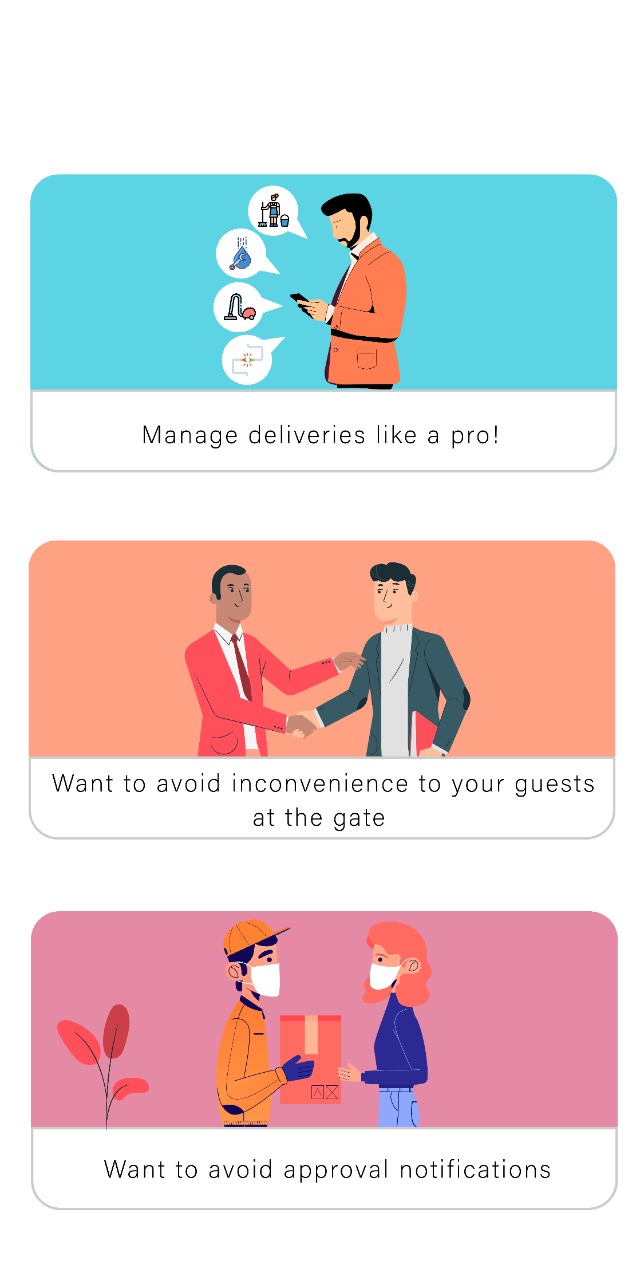 Manage deliveries like a pro!
Want to avoid inconvenience to your guests
at the gate
Want to avoid approval notifications